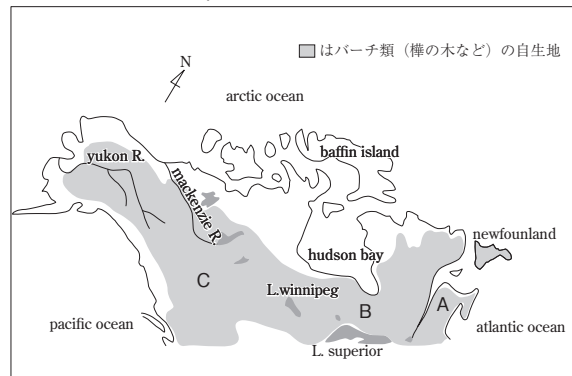 はバーチ類（樺の木など）の自生地
N
arctic ocean
yukon R.
baffin island
mackenzie R.
newfounland
hudson bay
C
L.winnipeg
A
B
pacific ocean
atlantic ocean
L. superior